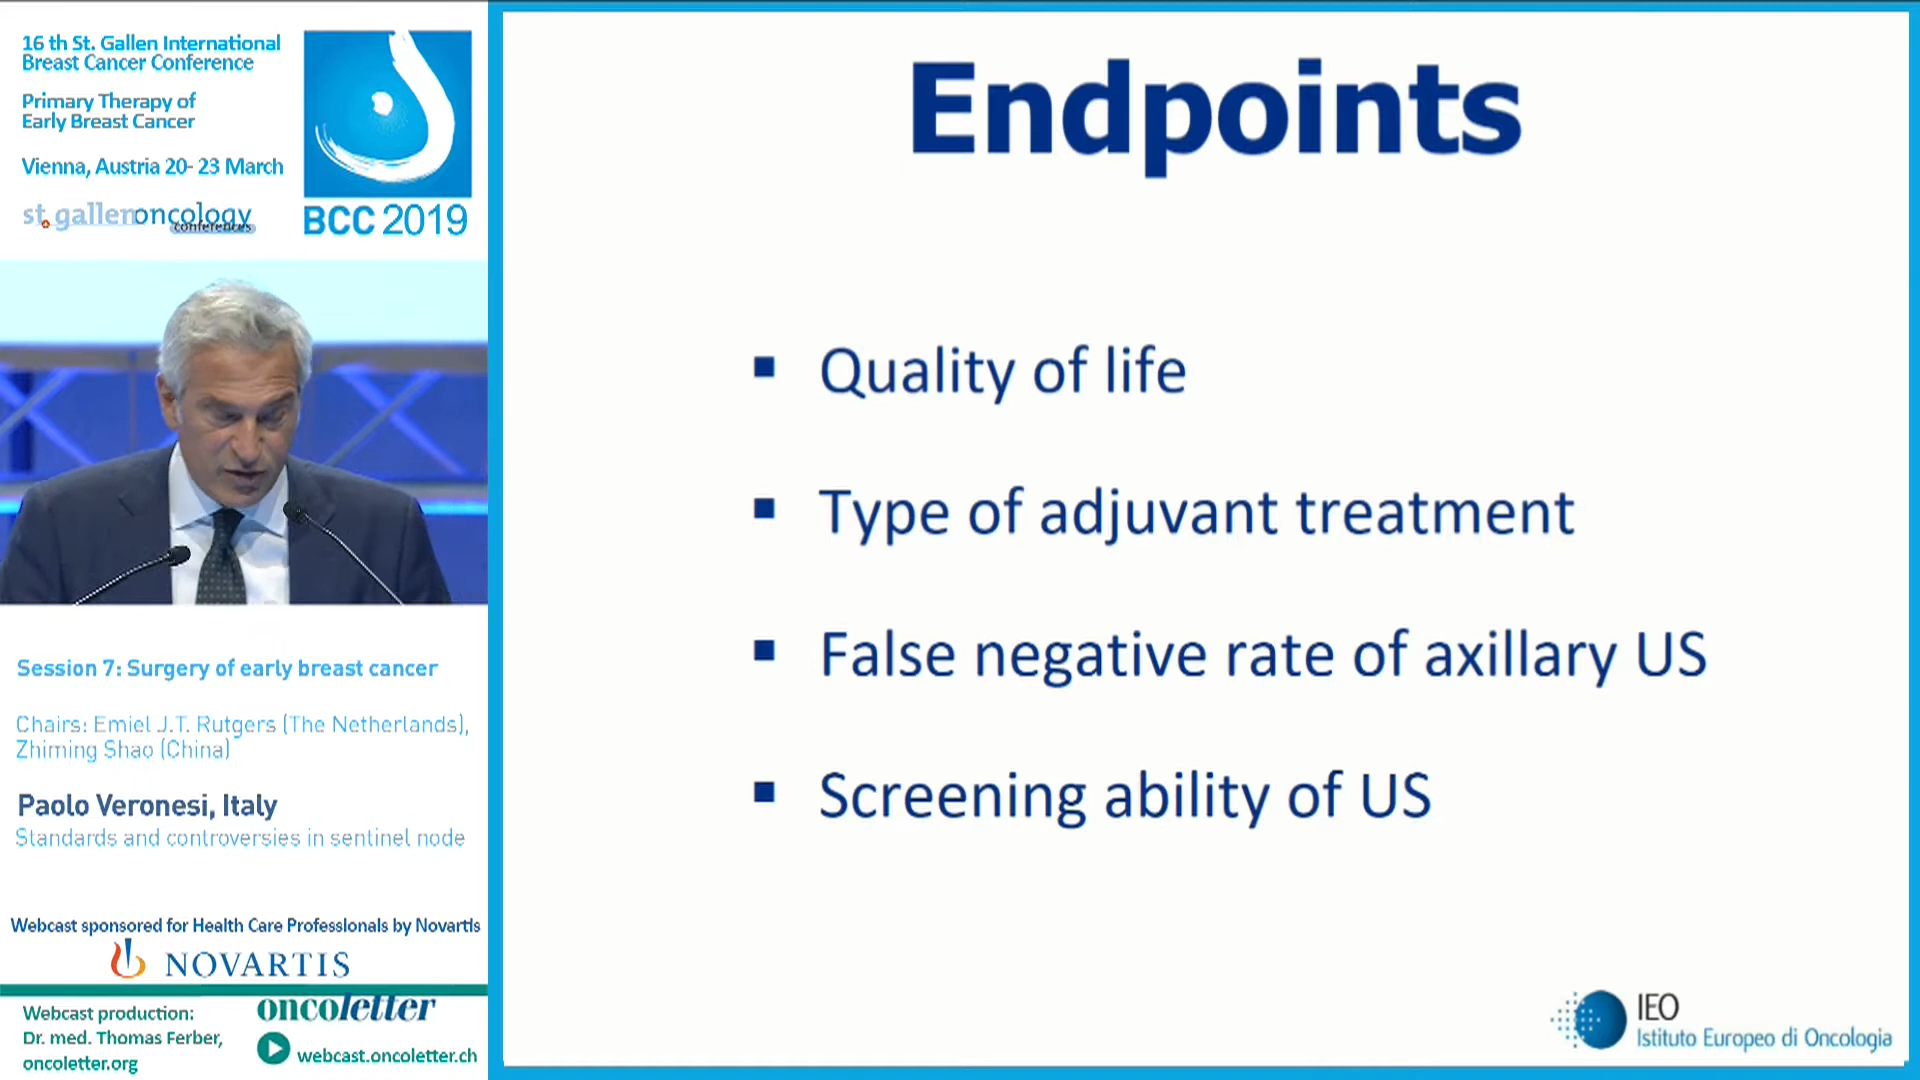 16 th St. Gallen International
Breast Cancer Conference
Primary Therapy of
Early Breast Cancer
Vienna, Austria 20- 23 March
st.gallenoncology
conferences
BCC 2019
Session 7: Surgery of early breast cancer
Chairs: Emiel J.T. Rutgers (The Netherlands),
Zhiming Shao (China)
Paolo Veronesi, Italy
Standards and controversies in sentinel node
Webcast sponsored for Health Care Professionals by Novartis
NOVARTIS
Webcast production:
Dr. med. Thomas Ferber,
oncoletter.org
oncoletter
webcast.oncoletter.ch
Endpoints
▪ Quality of life
▪ Type of adjuvant treatment
▪ False negative rate of axillary US
▪ Screening ability of US
IEO
Istituto Europeo di Oncologia